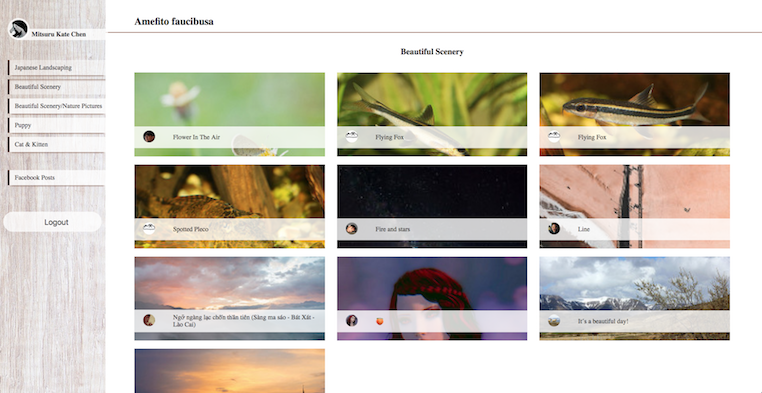 Amefito faucibusa
Mitsuru Kate Chen
Japanese Landscaping
Beautiful Scenery
Beautiful Scenery/Nature Pictures
Puppy
Cat & Kitten
Facebook Posts
Logout
Beautiful Scenery
Flower In The Air
Flying Fox
Flying Fox
Spotted Pleco
Fire and stars
Line
Ngỡ ngàng lạc chốn thần tiên (Sàng ma sáo - Bát Xát -
Lào Cai)
🍑
It's a beautiful day!